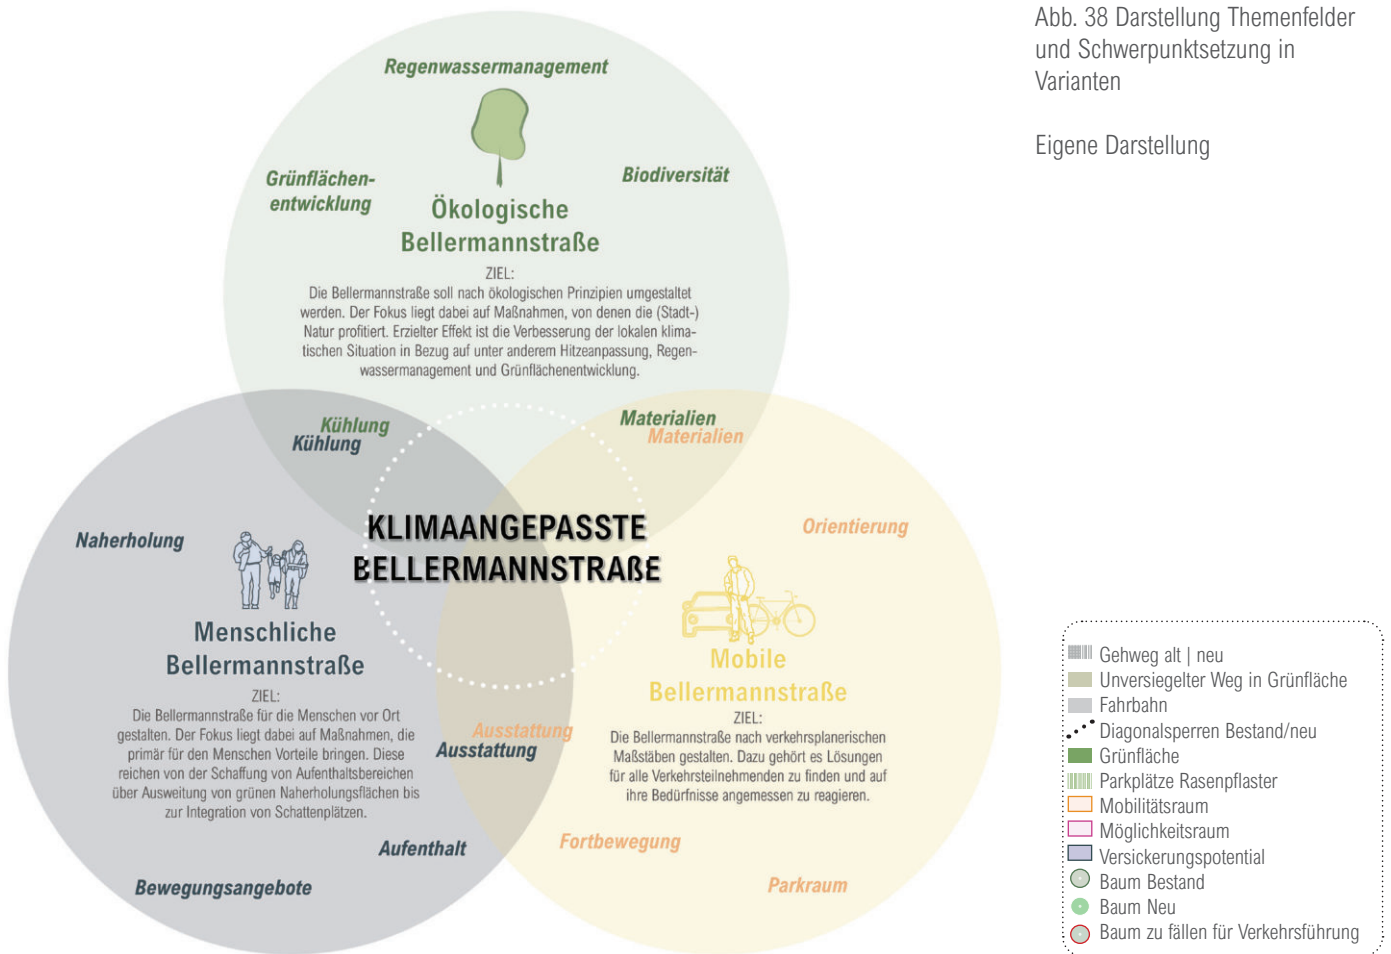 Abb. 38 Darstellung Themenfelder
und Schwerpunktsetzung in
Varianten
Eigene Darstellung
Regenwassermanagement
Grünflächen-
entwicklung
Biodiversität
Ökologische
Bellermannstraße
ZIEL:
Die Bellermannstraße soll nach ökologischen Prinzipien umgestaltet
werden. Der Fokus liegt dabei auf Maßnahmen, von denen die (Stadt-)
Natur profitiert. Erzielter Effekt ist die Verbesserung der lokalen klima-
tischen Situation in Bezug auf unter anderem Hitzeanpassung, Regen-
wassermanagement und Grünflächenentwicklung.
Kühlung
Kühlung
Materialien
Materialien
KLIMAANGEPASSTE
BELLERMANNSTRAßE
Naherholung
Menschliche
Bellermannstraße
ZIEL:
Die Bellermannstraße für die Menschen vor Ort
gestalten. Der Fokus liegt dabei auf Maßnahmen, die
primär für den Menschen Vorteile bringen. Diese
reichen von der Schaffung von Aufenthaltsbereichen
über Ausweitung von grünen Naherholungsflächen bis
zur Integration von Schattenplätzen.
Aufenthalt
Bewegungsangebote
Ausstattung
Ausstattung
Orientierung
Mobile
Bellermannstraße
ZIEL:
Die Bellermannstraße nach verkehrsplanerischen
Maßstäben gestalten. Dazu gehört es Lösungen
für alle Verkehrsteilnehmenden zu finden und auf
ihre Bedürfnisse angemessen zu reagieren.
Fortbewegung
Parkraum
Gehweg alt | neu
Unversiegelter Weg in Grünfläche
Fahrbahn
Diagonalsperren Bestand/neu
Grünfläche
Parkplätze Rasenpflaster
Mobilitätsraum
Möglichkeitsraum
Versickerungspotential
Baum Bestand
Baum Neu
Baum zu fällen für Verkehrsführung